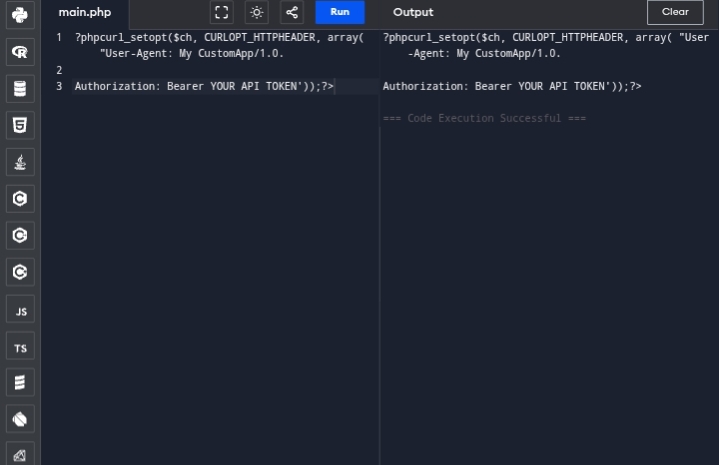 main.php
Run
Output
Clear
1 ?phpcurl_setopt($ch, CURLOPT_HTTPHEADER, array(
"User-Agent: My CustomApp/1.0.
2
3 Authorization: Bearer YOUR API TOKEN'));?>
?phpcurl_setopt($ch, CURLOPT_HTTPHEADER, array( "User
-Agent: My CustomApp/1.0.
Authorization: Bearer YOUR API TOKEN'));?>
=== Code Execution Successful ===
R
5
C
C
C
JS
TS